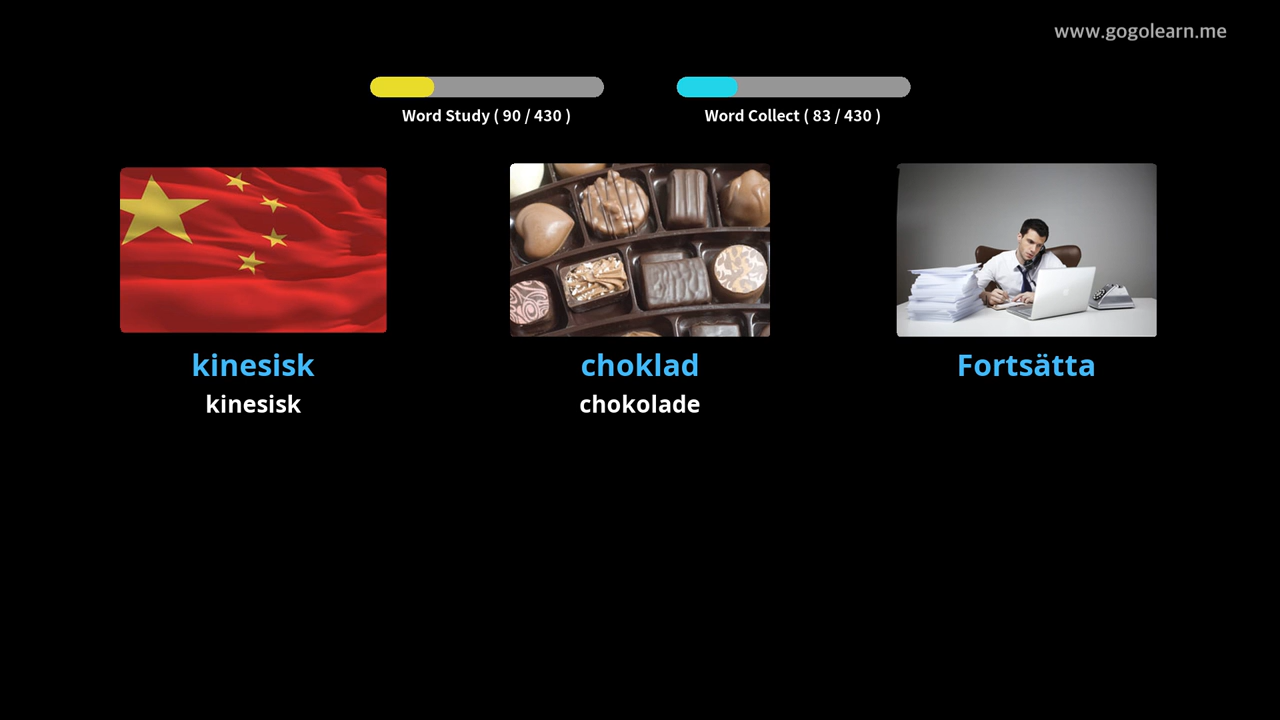 www.gogolearn.me
Word Study ( 90 / 430 )
Word Collect ( 83 / 430 )
kinesisk
choklad
Fortsätta
kinesisk
chokolade